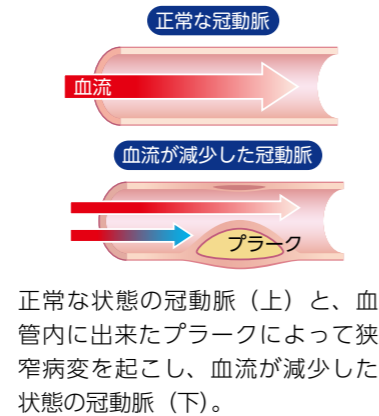 正常な冠動脈
血流
血流が減少した冠動脈
プラーク
正常な状態の冠動脈（上）と、血
管内に出来たプラークによって狭
窄病変を起こし、血流が減少した
状態の冠動脈（下）。